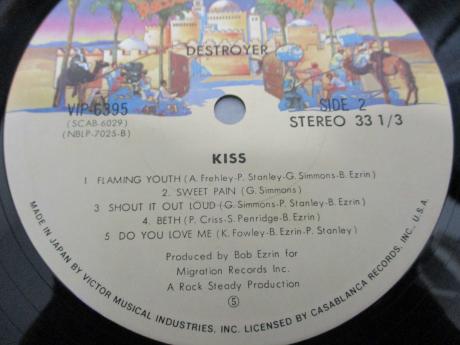 DESTROYER
VIP-6395
(SCAB-6029)
(NBLP-7025-B)
SIDE 2
STEREO 33 1/3
KISS
1 FLAMING YOUTH (A. Frehley-P. Stanley-G. Simmons-B. Ezrin)
2. SWEET PAIN (G. Simmons)
3 SHOUT IT OUT LOUD (G. Simmons-P. Stanley-B. Ezrin)
4. BETH (P. Criss-S. Penridge-B. Ezrin)
5 DO YOU LOVE ME (K. Fowley-B. Ezrin-P. Stanley)
Produced by Bob Ezrin for
Migration Records Inc.
A Rock Steady Production
5
MADE IN JAPAN BY VICTOR MUSICAL INDUSTRIES, INC. LICENSED BY CASABLANCA RECORDS, INC., U.S.A.